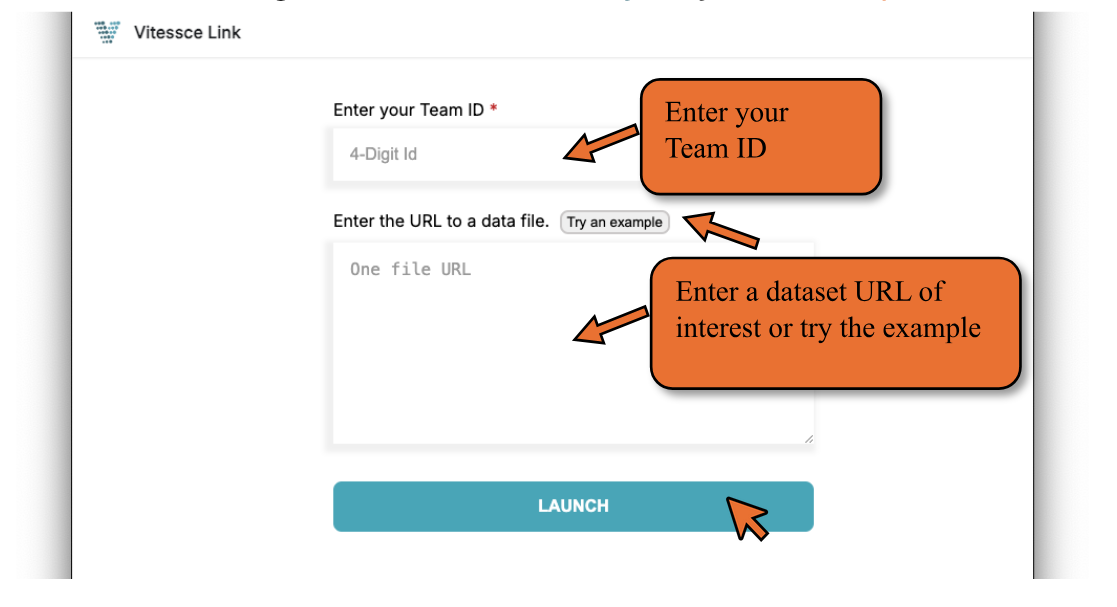 Vitessce Link
Enter your Team ID *
4-Digit Id
Enter your
Team ID
Enter the URL to a data file. Try an example
One file URL
Enter a dataset URL of
interest or try the example
LAUNCH